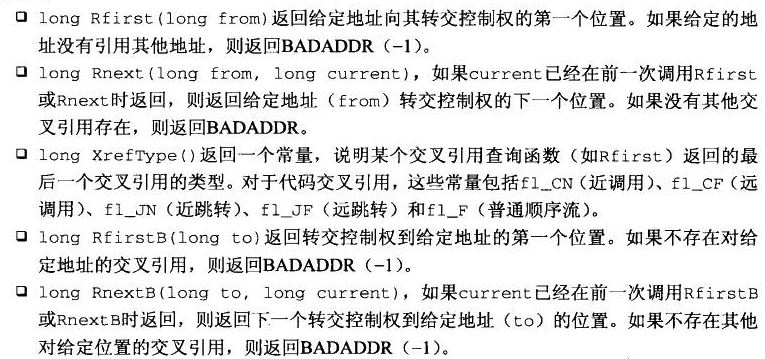 ❑ long Rfirst(long from)返回给定地址向其转交控制权的第一个位置。如果给定的地
址没有引用其他地址，则返回BADADDR（-1）。
❑ long Rnext(long from, long current)，如果current已经在前一次调用Rfirst
或Rnext时返回，则返回给定地址（from）转交控制权的下一个位置。如果没有其他交
叉引用存在，则返回BADADDR。
❑ long XrefType()返回一个常量，说明某个交叉引用查询函数（如Rfirst）返回的最
后一个交叉引用的类型。对于代码交叉引用，这些常量包括fl_CN（近调用）、fl_CF（远
调用）、fl_JN（近跳转）、fl_JF（远跳转）和fl_F（普通顺序流）。
❑ long RfirstB(long to)返回转交控制权到给定地址的第一个位置。如果不存在对给
定地址的交叉引用，则返回BADADDR（-1）。
❑ long RnextB(long to, long current)，如果current已经在前一次调用RfirstB
或RnextB时返回，则返回下一个转交控制权到给定地址（to）的位置。如果不存在其他
对给定位置的交叉引用，则返回BADADDR（-1）。